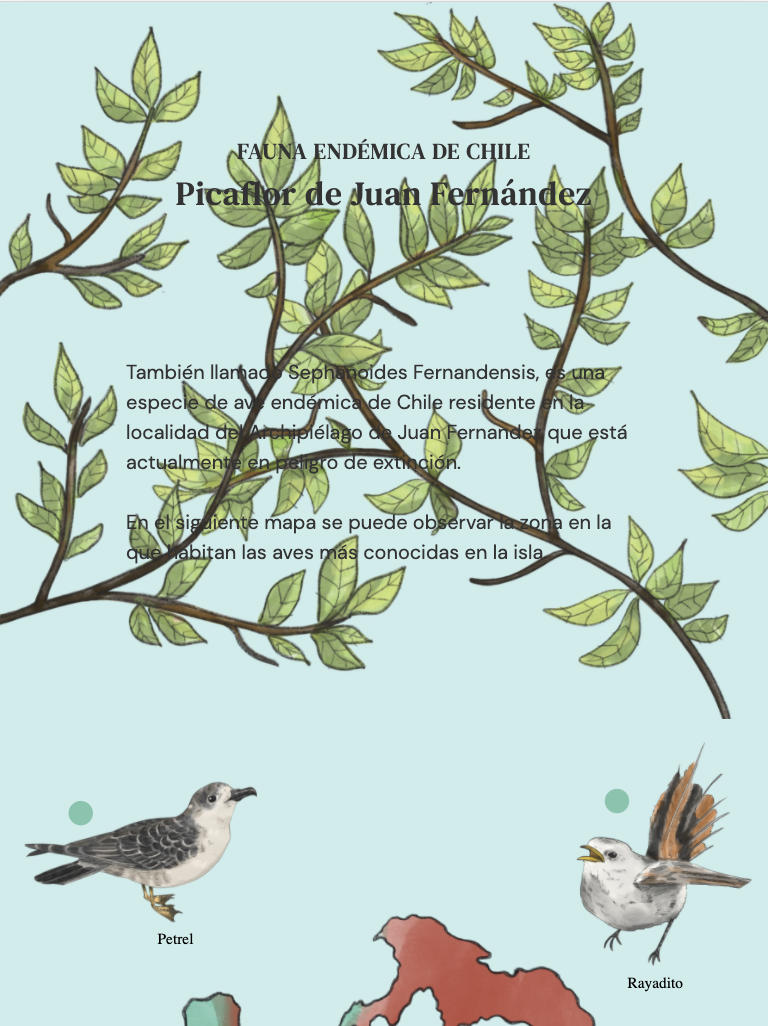 FAUNA ENDÉMICA DE CHILE
Picaflor de Juan Fernández
También llamado Sephanoides Fernandensis, es una
especie de ave endémica de Chile residente en la
localidad del Archipiélago de Juan Fernandez que está
actualmente en peligro de extinción.
En el siguiente mapa se puede observar la zona en la
que habitan las aves más conocidas en la isla
Petrel
Rayadito